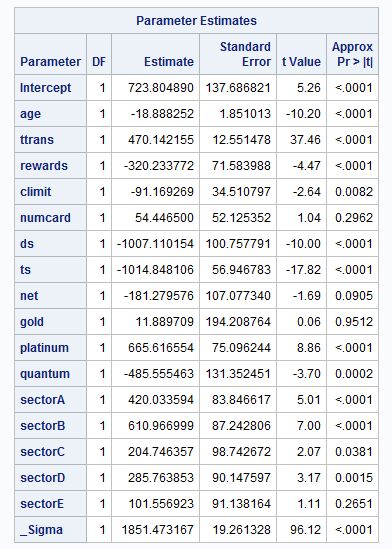 Parameter Estimates
Parameter DF Estimate Standard Error t Value Approx Pr > |t|
Intercept 1 723.804890 137.686821 5.26 <.0001
age 1 -18.888252 1.851013 -10.20 <.0001
ttrans 1 470.142155 12.551478 37.46 <.0001
rewards 1 -320.233772 71.583988 -4.47 <.0001
climit 1 -91.169269 34.510797 -2.64 0.0082
numcard 1 54.446500 52.125352 1.04 0.2962
ds 1 -1007.110154 100.757791 -10.00 <.0001
ts 1 -1014.848106 56.946783 -17.82 <.0001
net 1 -181.279576 107.077340 -1.69 0.0905
gold 1 11.889709 194.208764 0.06 0.9512
platinum 1 665.616554 75.096244 8.86 <.0001
quantum 1 -485.555463 131.352451 -3.70 0.0002
sectorA 1 420.033594 83.846617 5.01 <.0001
sectorB 1 610.966999 87.242806 7.00 <.0001
sectorC 1 204.746357 98.742672 2.07 0.0381
sectorD 1 285.763853 90.147597 3.17 0.0015
sectorE 1 101.556923 91.138164 1.11 0.2651
_Sigma 1 1851.473167 19.261328 96.12 <.0001